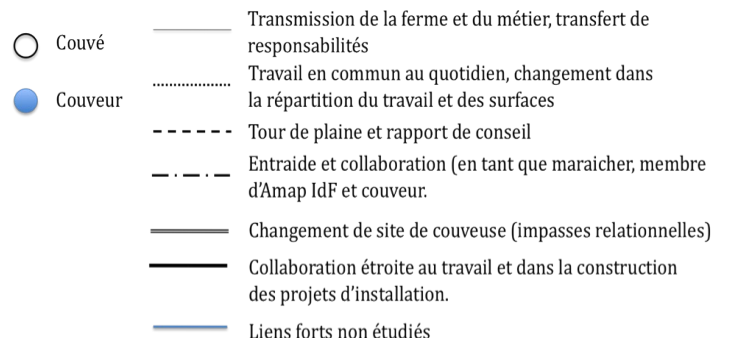 Couvé
Couveur
Transmission de la ferme et du métier, transfert de
responsabilités
Travail en commun au quotidien, changement dans
la répartition du travail et des surfaces
Tour de plaine et rapport de conseil
Entraide et collaboration (en tant que maraicher, membre
d'Amap IdF et couveur.
Changement de site de couveuse (impasses relationnelles)
Collaboration étroite au travail et dans la construction
des projets d'installation.
Liens forts non étudiés